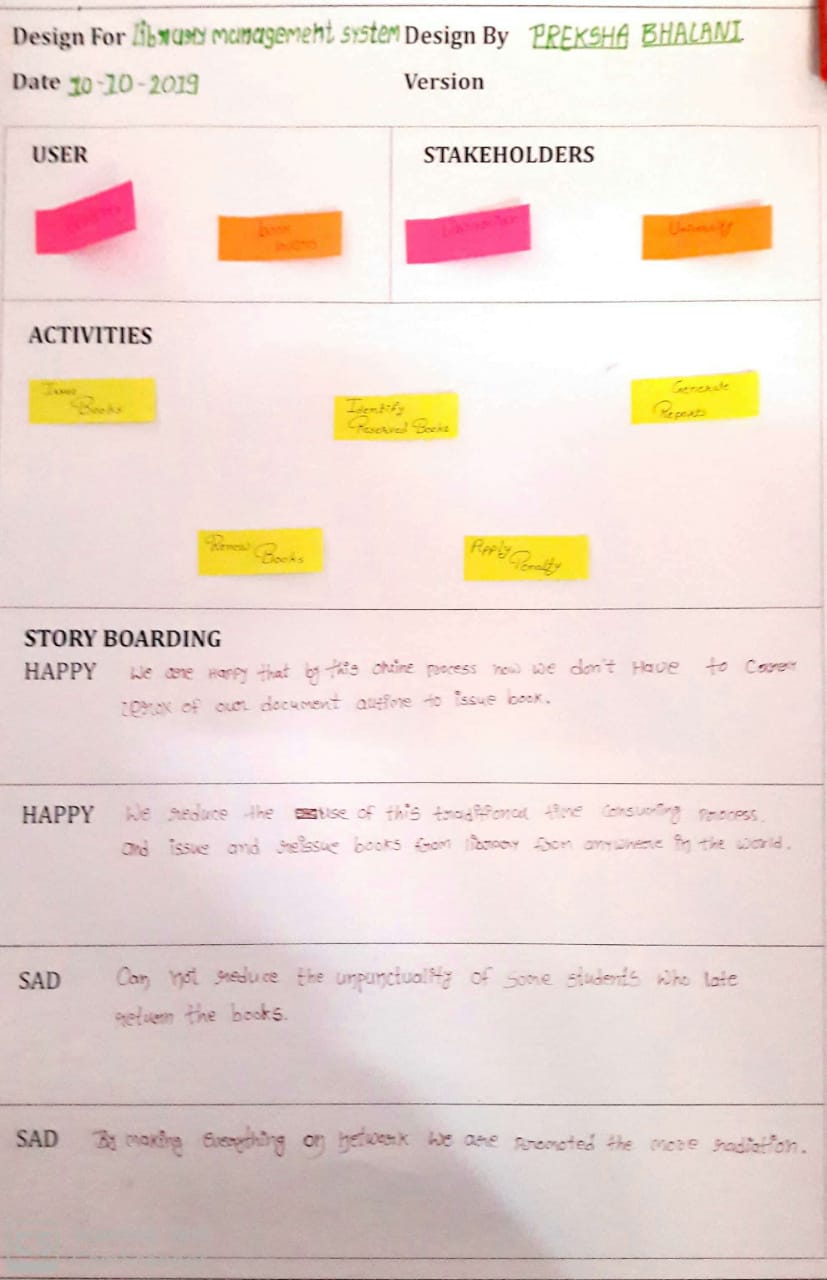 Design For Library management system Design By PREKSHA BHALANI
Date 10-10-2019 Version
USER STAKEHOLDERS
book
Librarian University
ACTIVITIES
Issue
Books
Identify
Reserved Books
Generate
Reports
Renew Books
Apply
Penalty
STORY BOARDING
HAPPY We are Happy that by this online process now we don't Have to
xerox of our document to issue book.
HAPPY We reduce the use of this traditional time consuming process.
and issue and reissue books from library from anywhere in the world.
SAD Can not reduce the unpunctuality of some students who late
return the books.
SAD By making Everything on network we are promoted the more radiation.